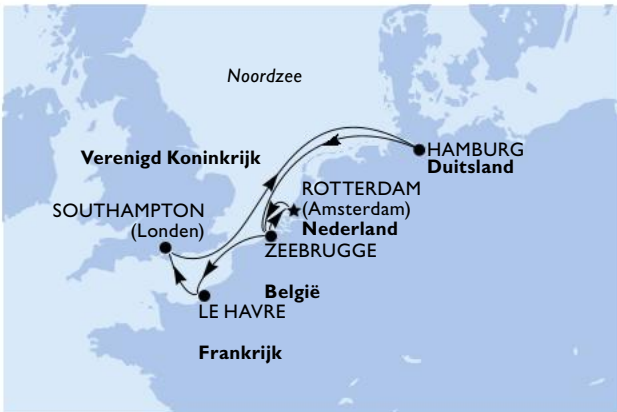 Noordzee
HAMBURG
Duitsland
Verenigd Koninkrijk
ROTTERDAM
(Amsterdam)
Nederland
SOUTHAMPTON
(Londen)
ZEEBRUGGE
België
LE HAVRE
Frankrijk